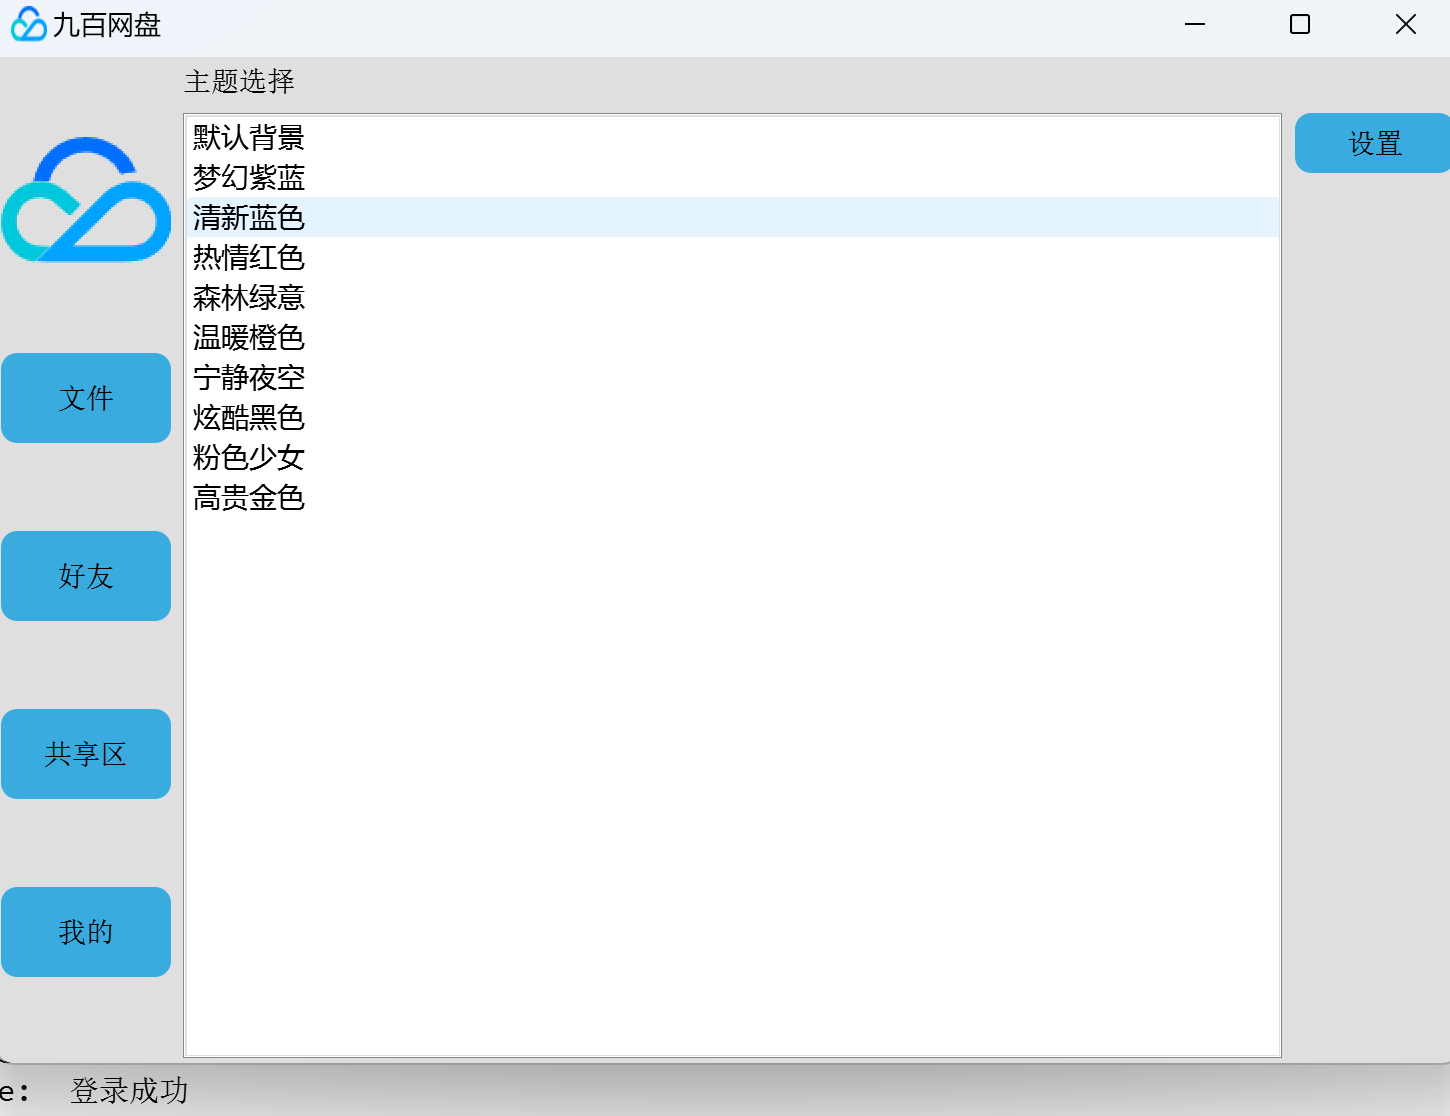 九百网盘
主题选择
默认背景
梦幻紫蓝
清新蓝色
热情红色
森林绿意
温暖橙色
宁静夜空
炫酷黑色
粉色少女
高贵金色
设置
文件
好友
共享区
我的
e: 登录成功